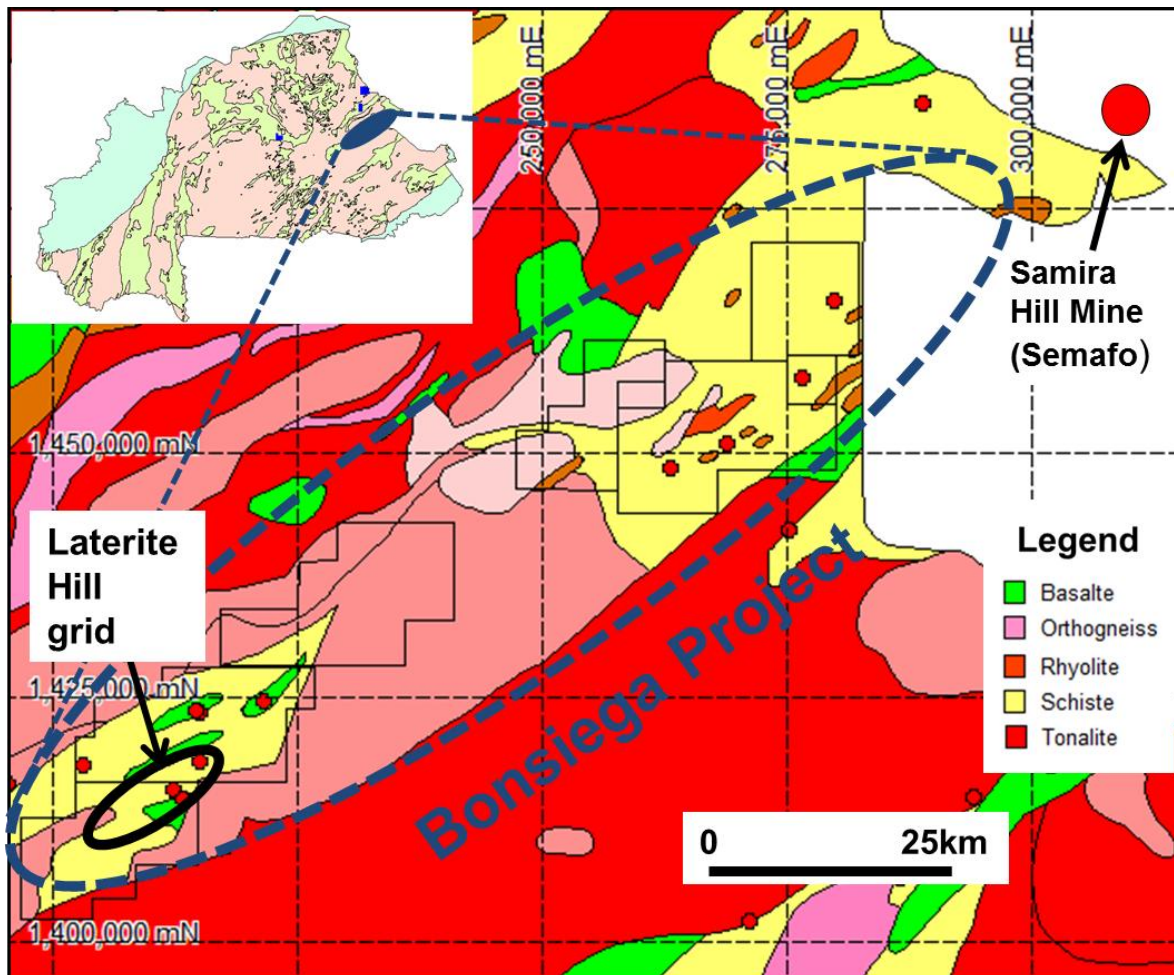 250,000 mE
275,000 mE
300,000 mE
Samira
Hill Mine
(Semafo)
1,450,000 mN
Laterite
Hill
grid
Legend
Basalte
Orthogneiss
Rhyolite
Schiste
Tonalite
1,425,000 mN
Bonsiega Project
0 25km
1,400,000 mN